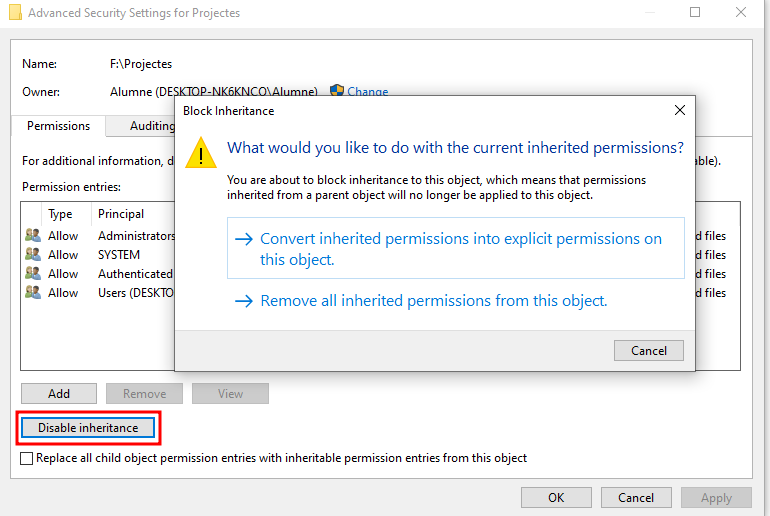 Advanced Security Settings for Projectes
Name: F:\Projectes
Owner: Alumne (DESKTOP-NK6KNCO\Alumne) Change
Block Inheritance
Permissions Auditing
What would you like to do with the current inherited permissions?
For additional information, d able).
You are about to block inheritance to this object, which means that permissions
inherited from a parent object will no longer be applied to this object.
Permission entries:
Type Principal
Allow Administrators d files
Allow SYSTEM d files
Allow Authenticated d files
Allow Users (DESKTO d files
Convert inherited permissions into explicit permissions on
this object.
Remove all inherited permissions from this object.
Cancel
Add Remove View
Disable inheritance
Replace all child object permission entries with inheritable permission entries from this object
OK Cancel Apply